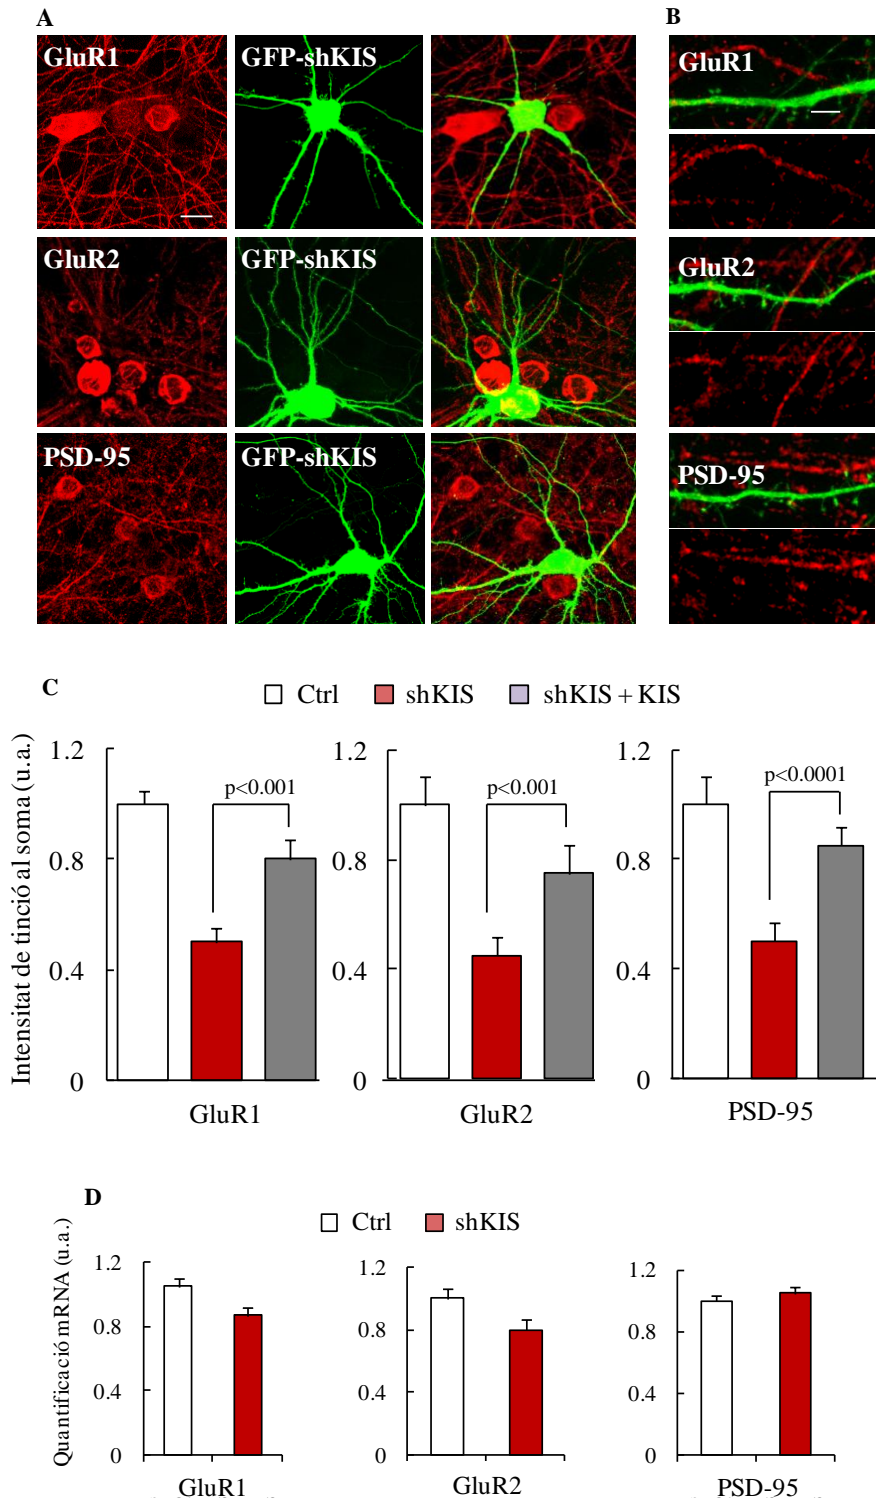 A
B
GluR1
GFP-shKIS
GluR1
GluR2
GFP-shKIS
GluR2
PSD-95
GFP-shKIS
PSD-95
C
Ctrl
shKIS
shKIS + KIS
Intensitat de tinció al soma (u.a.)
1.2
0.8
0.4
0
p<0.001
GluR1
1.2
0.8
0.4
0
p<0.001
GluR2
1.2
0.8
0.4
0
p<0.0001
PSD-95
D
Ctrl
shKIS
Quantificació mRNA (u.a.)
1.2
0.8
0.4
0
GluR1
1.2
0.8
0.4
0
GluR2
1.2
0.8
0.4
0
PSD-95